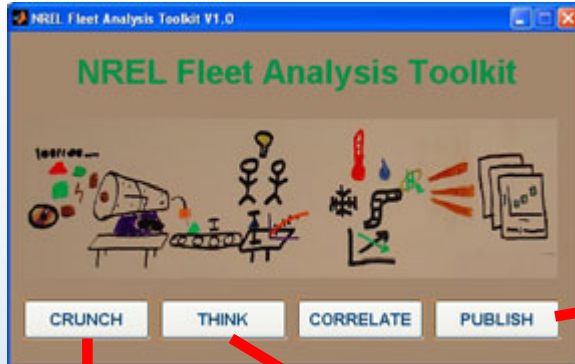 NREL Fleet Analysis Toolkit V1.0
NREL Fleet Analysis Toolkit
CRUNCH THINK CORRELATE PUBLISH